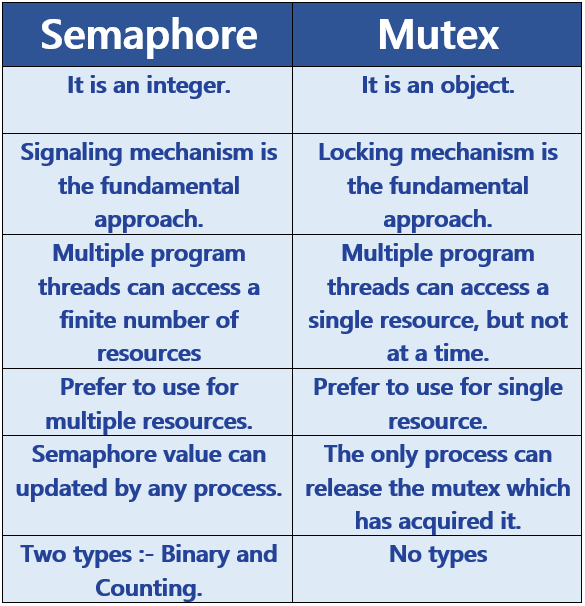 Semaphore
Mutex
It is an integer.
It is an object.
Signaling mechanism is
the fundamental
approach.
Locking mechanism is
the fundamental
approach.
Multiple program
threads can access a
finite number of
resources
Multiple program
threads can access a
single resource, but not
at a time.
Prefer to use for
multiple resources.
Prefer to use for single
resource.
Semaphore value can
updated by any process.
The only process can
release the mutex which
has acquired it.
Two types :- Binary and
Counting.
No types